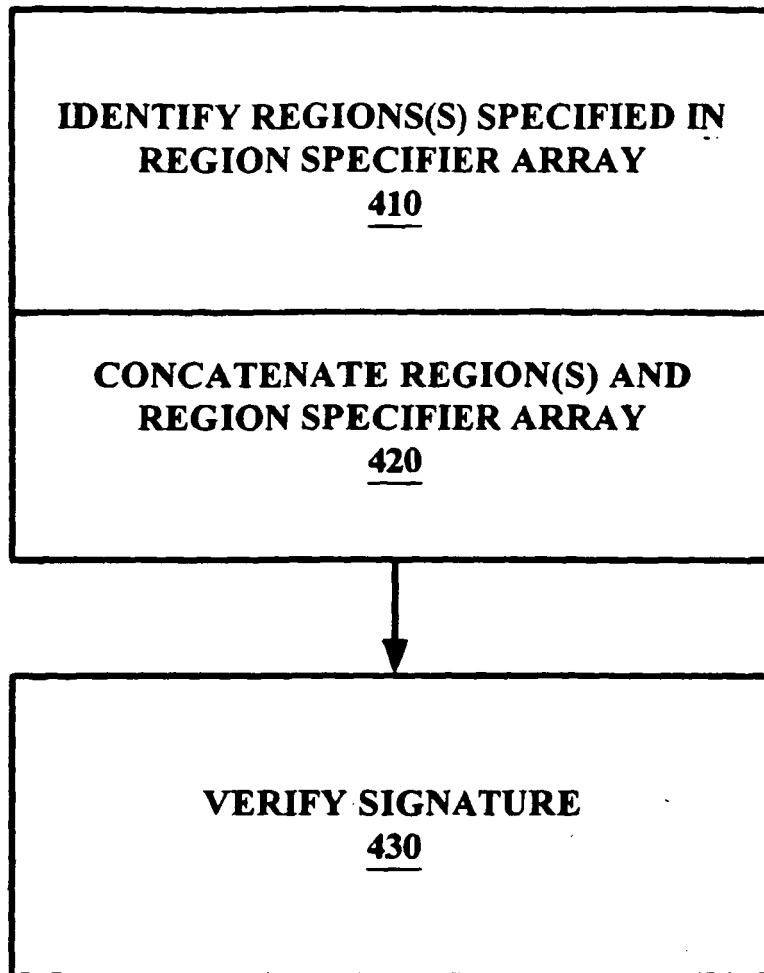 IDENTIFY REGIONS(S) SPECIFIED IN
REGION SPECIFIER ARRAY
410
CONCATENATE REGION(S) AND
REGION SPECIFIER ARRAY
420
VERIFY SIGNATURE
430